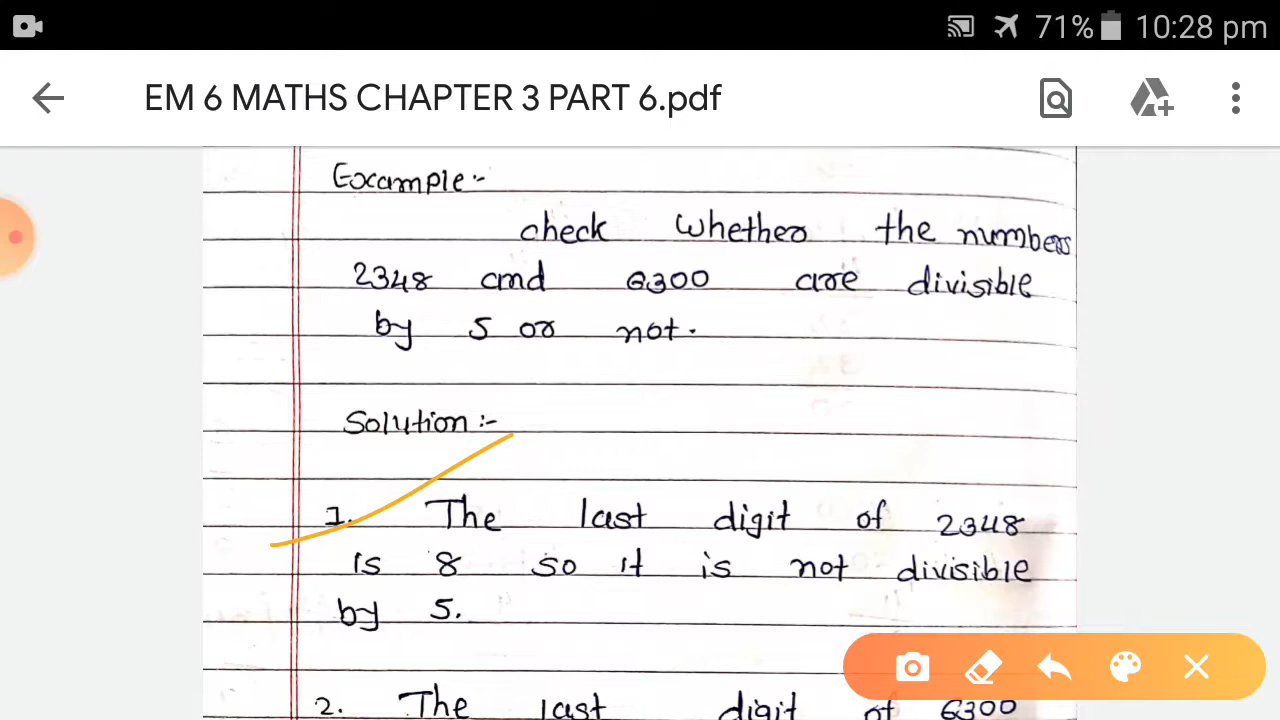 71% 10:28 pm
EM 6 MATHS CHAPTER 3 PART 6.pdf
Example:-
check whether the numbers
2348 and 6300 are divisible
by 5 or not.
Solution :-
1. The last digit of 2348
is 8 so it is not divisible
by 5.
2. The last digit of 6300